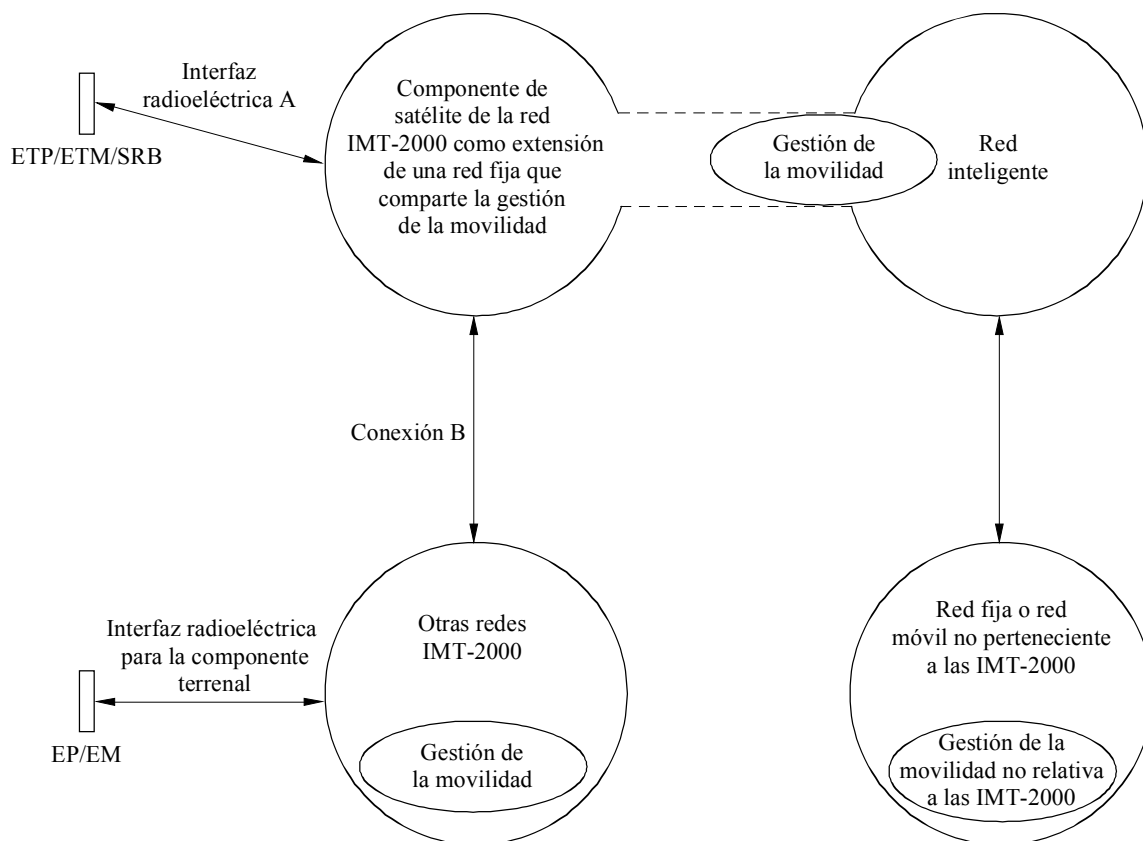 Interfaz
radioeléctrica A
ETP/ETM/SRB
Componente de
satélite de la red
IMT-2000 como extensión
de una red fija que
comparte la gestión
de la movilidad
Gestión de
la movilidad
Red
inteligente
Conexión B
Interfaz radioeléctrica
para la componente
terrenal
EP/EM
Otras redes
IMT-2000
Gestión de
la movilidad
Red fija o red
móvil no perteneciente
a las IMT-2000
Gestión de la
movilidad no relativa
a las IMT-2000